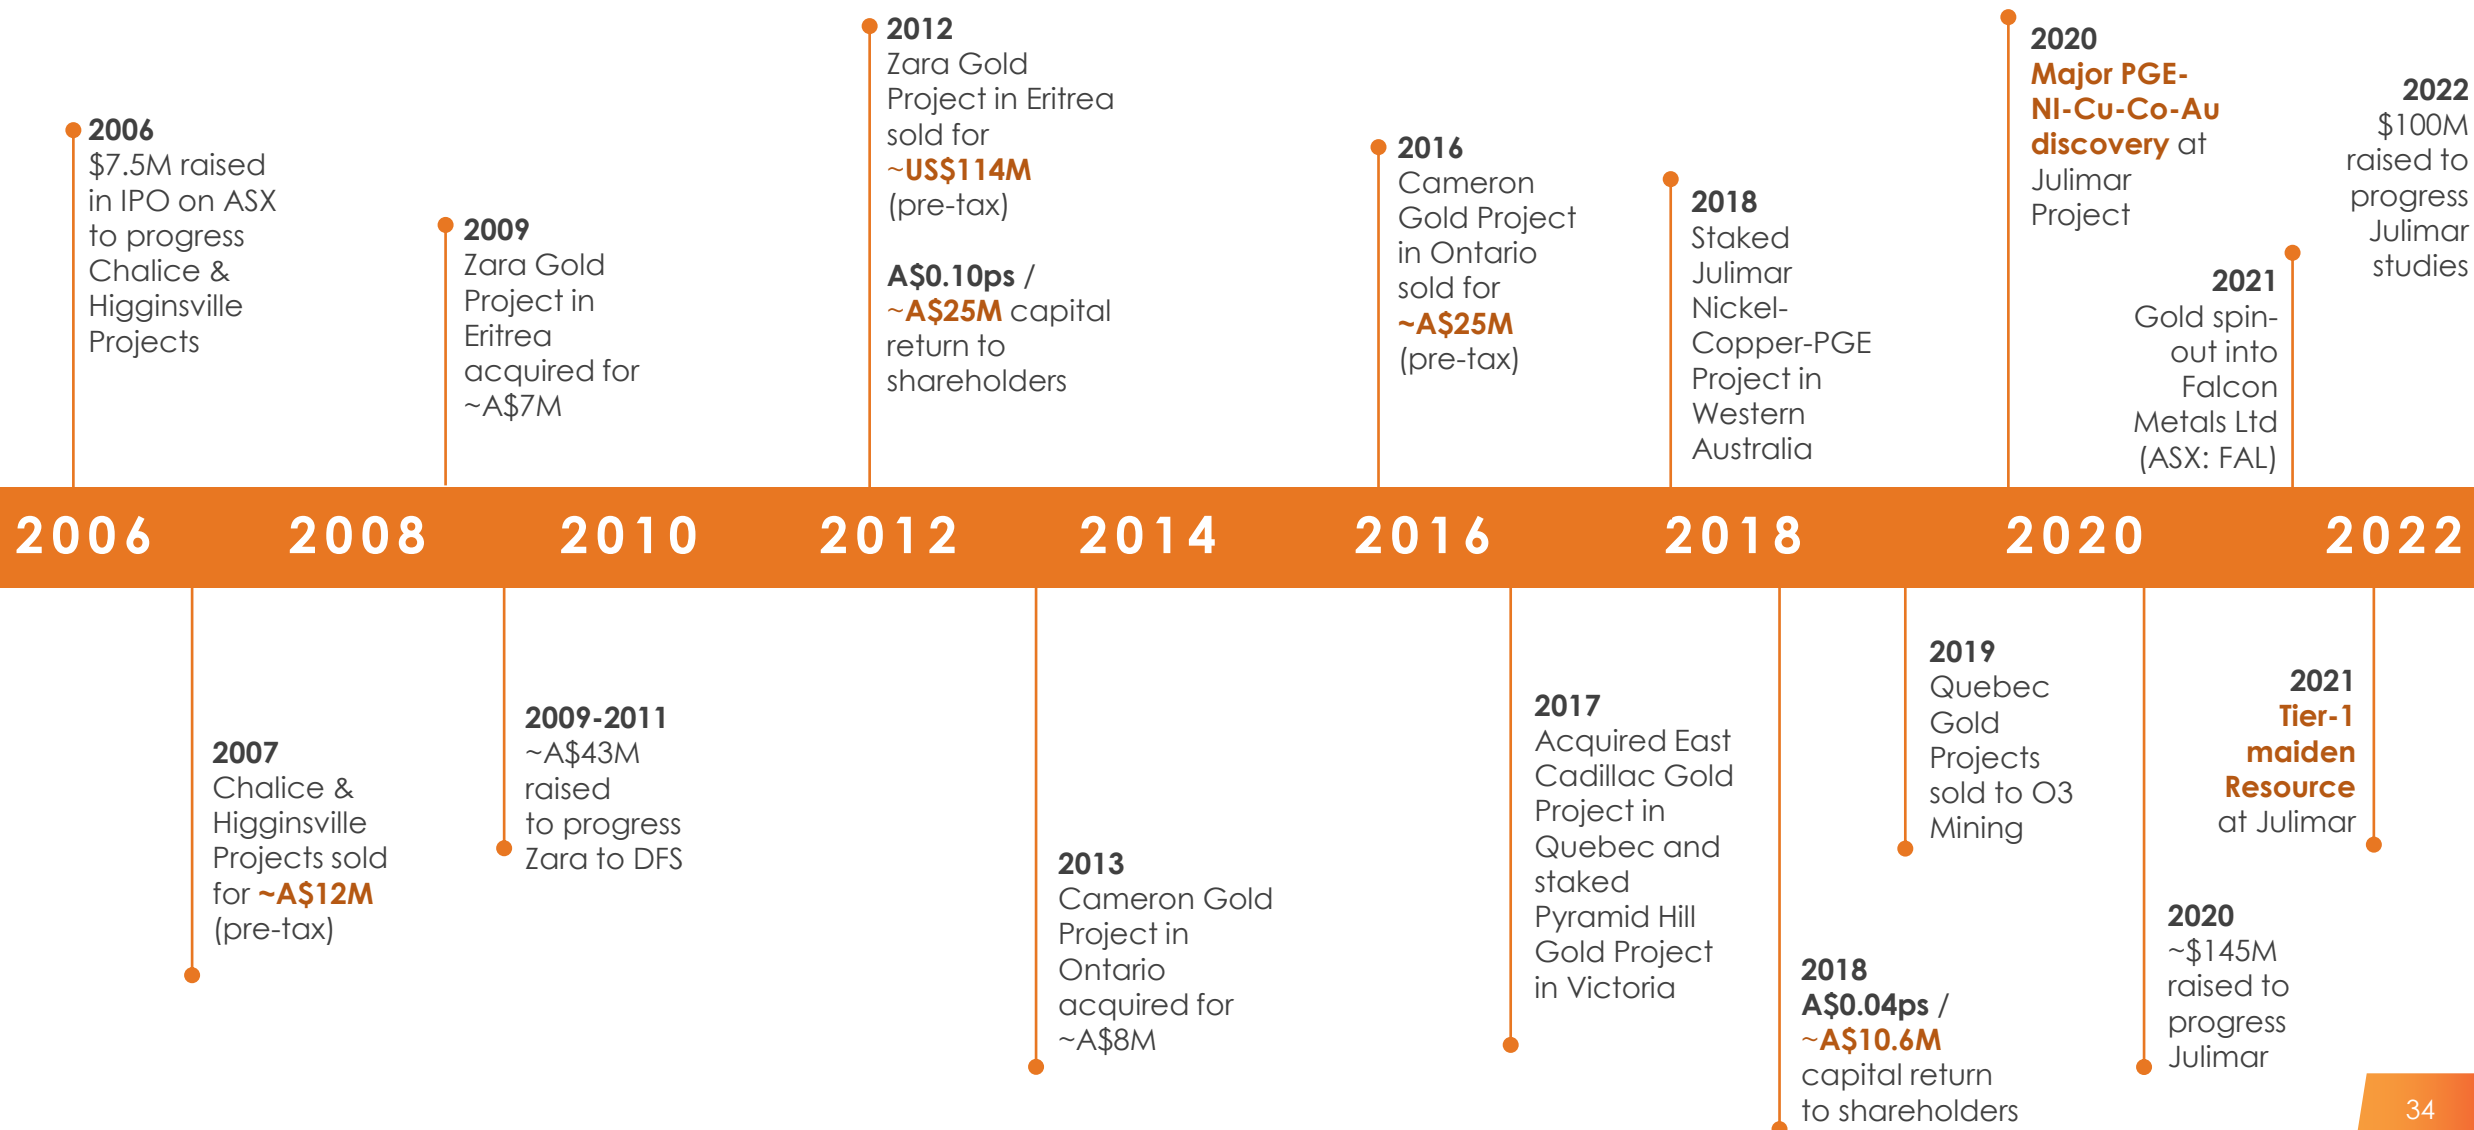 2006
$7.5M raised
in IPO on ASX
to progress
Chalice &
Higginsville
Projects
2009
Zara Gold
Project in
Eritrea
acquired for
~A$7M
2012
Zara Gold
Project in Eritrea
sold for
~US$114M
(pre-tax)
A$0.10ps /
~A$25M capital
return to
shareholders
2016
Cameron
Gold Project
in Ontario
sold for
~A$25M
(pre-tax)
2018
Staked
Julimar
Nickel-
Copper-PGE
Project in
Western
Australia
2020
Major PGE-
NI-Cu-Co-Au
discovery at
Julimar
Project
2021
Gold spin-
out into
Falcon
Metals Ltd
(ASX: FAL)
2022
$100M
raised to
progress
Julimar
studies
2006 2008 2010 2012 2014 2016 2018 2020 2022
2007
Chalice &
Higginsville
Projects sold
for ~A$12M
(pre-tax)
2009-2011
~A$43M
raised
to progress
Zara to DFS
2013
Cameron Gold
Project in
Ontario
acquired for
~A$8M
2017
Acquired East
Cadillac Gold
Project in
Quebec and
staked
Pyramid Hill
Gold Project
in Victoria
2018
A$0.04ps /
~A$10.6M
capital return
to shareholders
2019
Quebec
Gold
Projects
sold to O3
Mining
2020
~$145M
raised to
progress
Julimar
2021
Tier-1
maiden
Resource
at Julimar
34